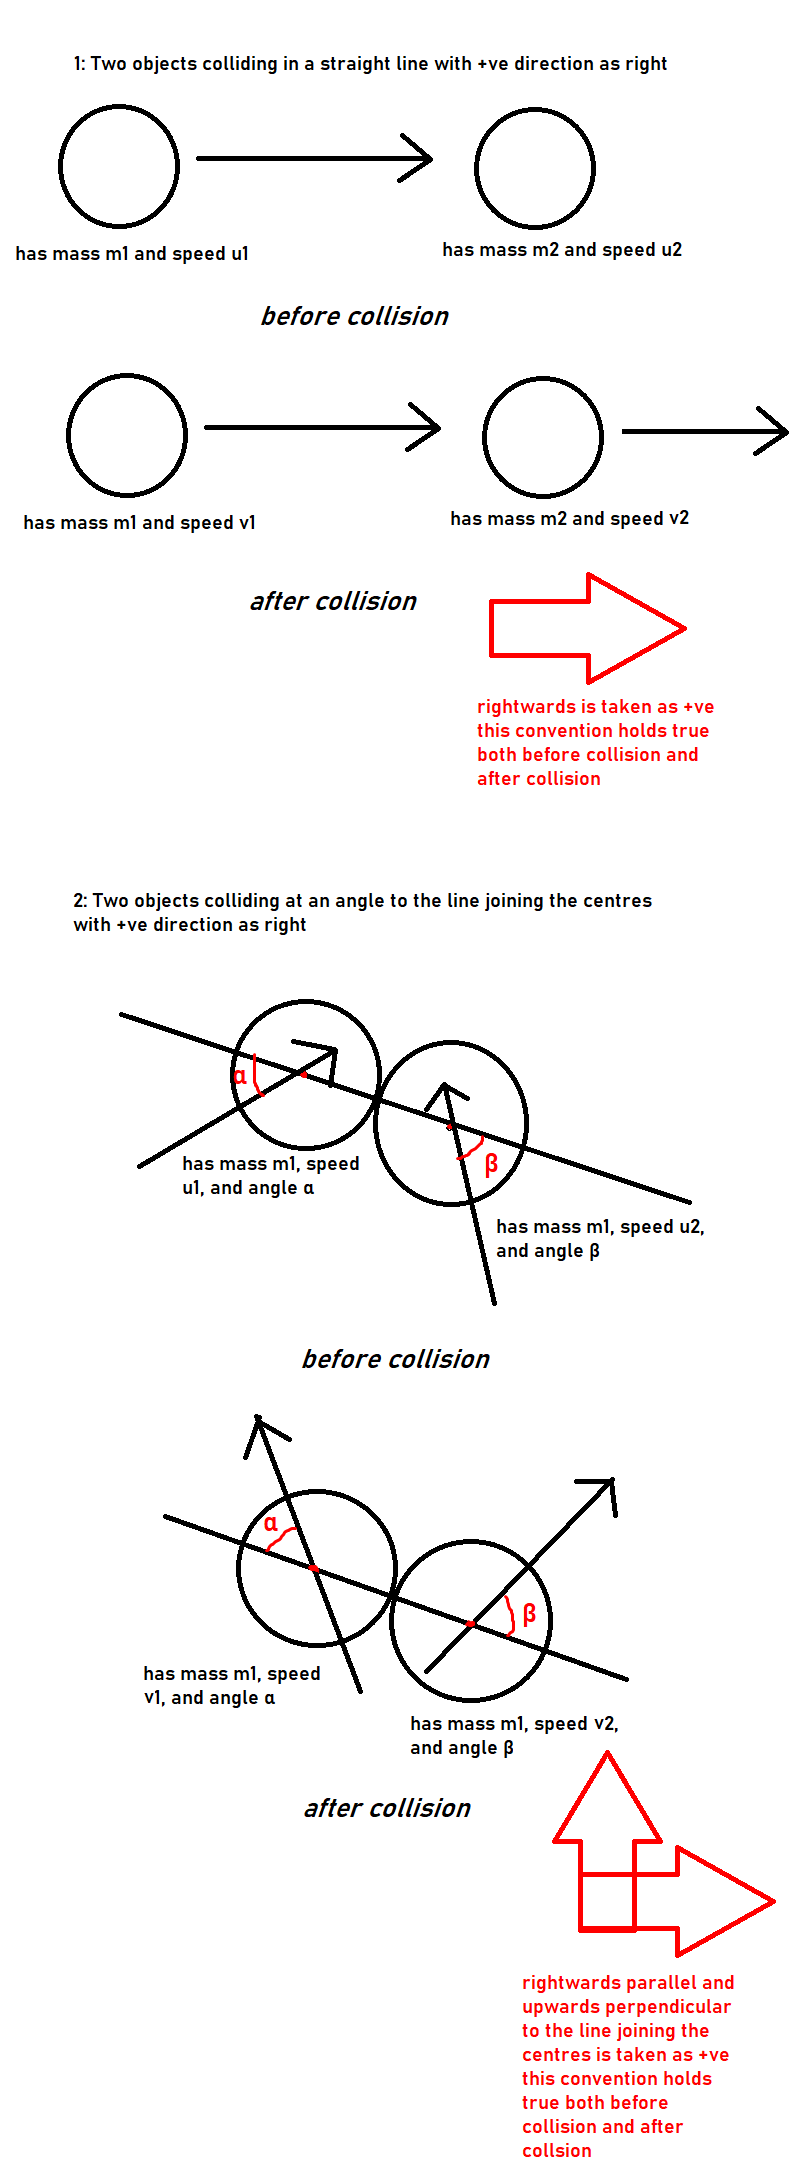 1: Two objects colliding in a straight line with +ve direction as right
has mass m1 and speed u1
has mass m2 and speed u2
before collision
has mass m1 and speed v1
has mass m2 and speed v2
after collision
rightwards is taken as +ve
this convention holds true
both before collision and
after collision
2: Two objects colliding at an angle to the line joining the centres
with +ve direction as right
α
β
has mass m1, speed
u1, and angle α
has mass m1, speed u2,
and angle β
before collision
α
β
has mass m1, speed
v1, and angle α
has mass m1, speed v2,
and angle β
after collision
rightwards parallel and
upwards perpendicular
to the line joining the
centres is taken as +ve
this convention holds
true both before
collision and after
collsion